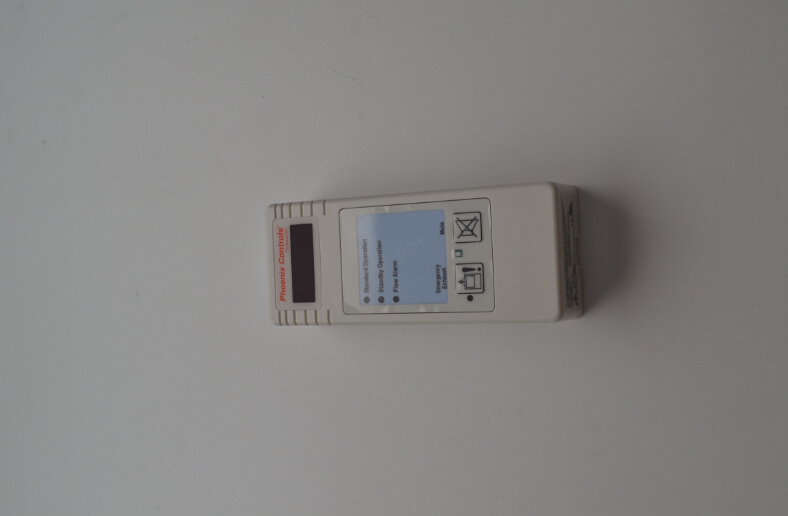 Phoenix Controls
Standard Operation
Standby Operation
Flow Alarm
Emergency
Exhaust
Mute